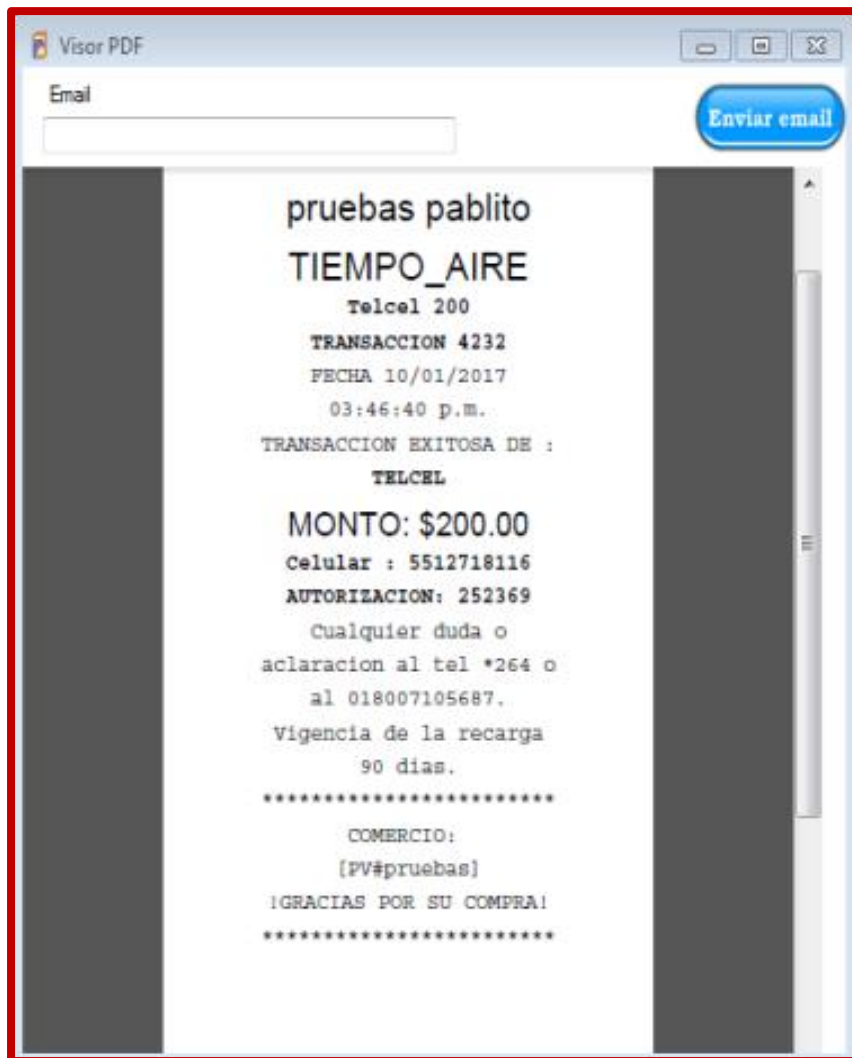 Visor PDF
Email
Enviar email
pruebas pablito
TIEMPO_AIRE
Telcel 200
TRANSACCION 4232
FECHA 10/01/2017
03:46:40 p.m.
TRANSACCION EXITOSA DE :
TELCEL
MONTO: $200.00
Celular : 5512718116
AUTORIZACION: 252369
Cualquier duda o
aclaracion al tel *264 o
al 018007105687.
Vigencia de la recarga
90 dias.
************************
COMERCIO:
[PV#pruebas]
!GRACIAS POR SU COMPRA!
************************